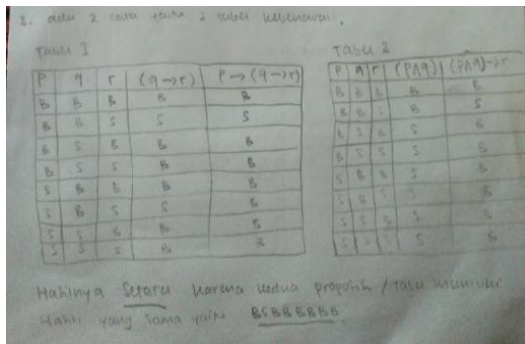 1. ada 2 cara yaitu 2 tabel kebenaran.
Tabel I
P q r (q→r) P→(q→r)
B B B B B
B B S S S
B S B B B
B S S B B
S B B B B
S B S S B
S S B B B
S S S B B
Tabel 2
P q r (P∧q) (P∧q)→r
B B B B B
B B S B S
B S B S B
B S S S B
S B B S B
S B S S B
S S B S B
S S S S B
Hasilnya Setara karena kedua proposisi / tabel memiliki
Hasil yang sama yaitu BSBBBBBB